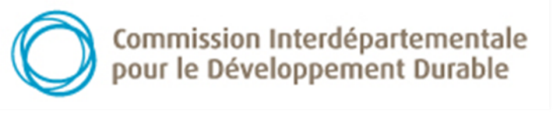 Commission Interdépartementale
pour le Développement Durable